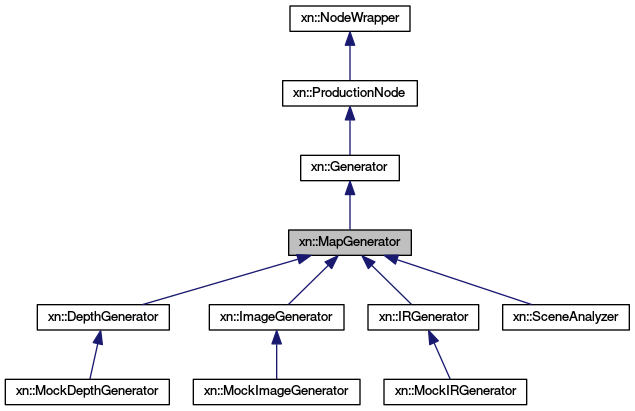 xn::NodeWrapper
xn::ProductionNode
xn::Generator
xn::MapGenerator
xn::DepthGenerator
xn::ImageGenerator
xn::IRGenerator
xn::SceneAnalyzer
xn::MockDepthGenerator
xn::MockImageGenerator
xn::MockIRGenerator